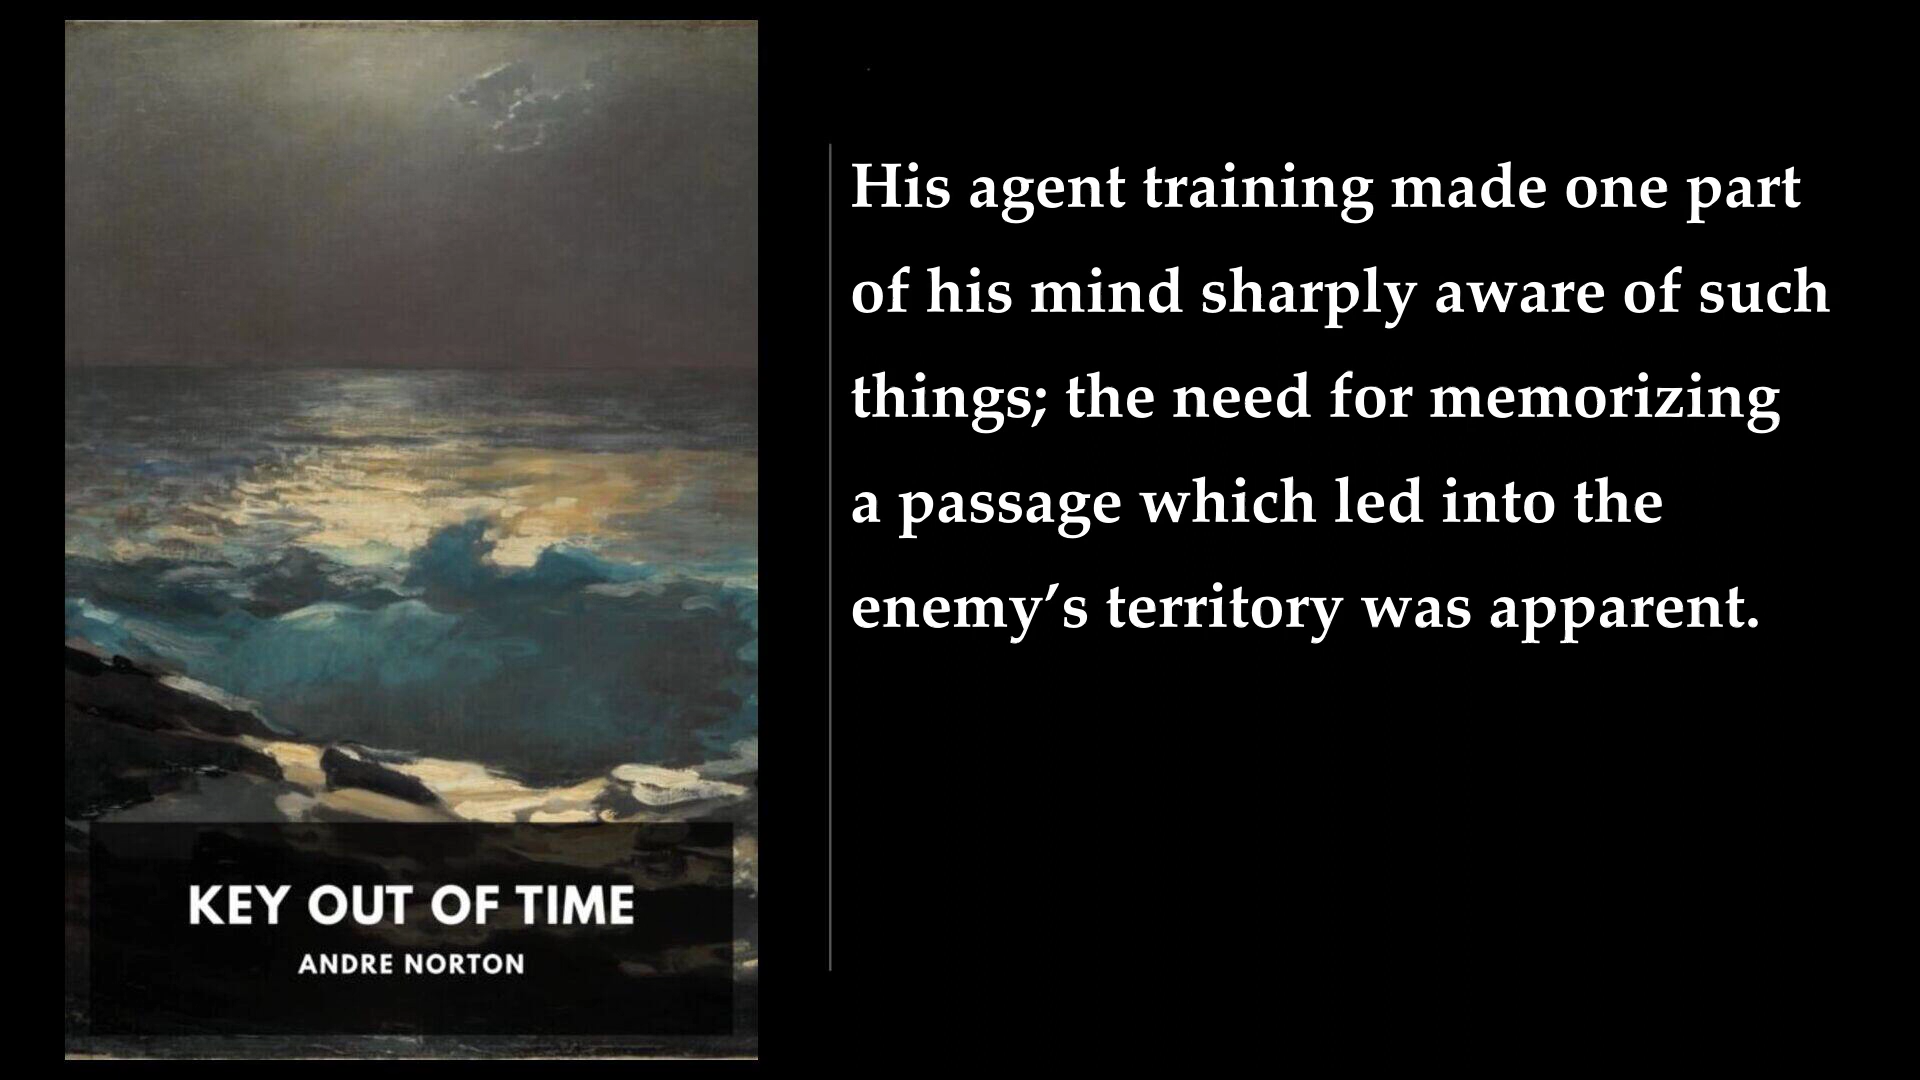 His agent training made one part
of his mind sharply aware of such
things; the need for memorizing
a passage which led into the
enemy’s territory was apparent.
KEY OUT OF TIME
ANDRE NORTON